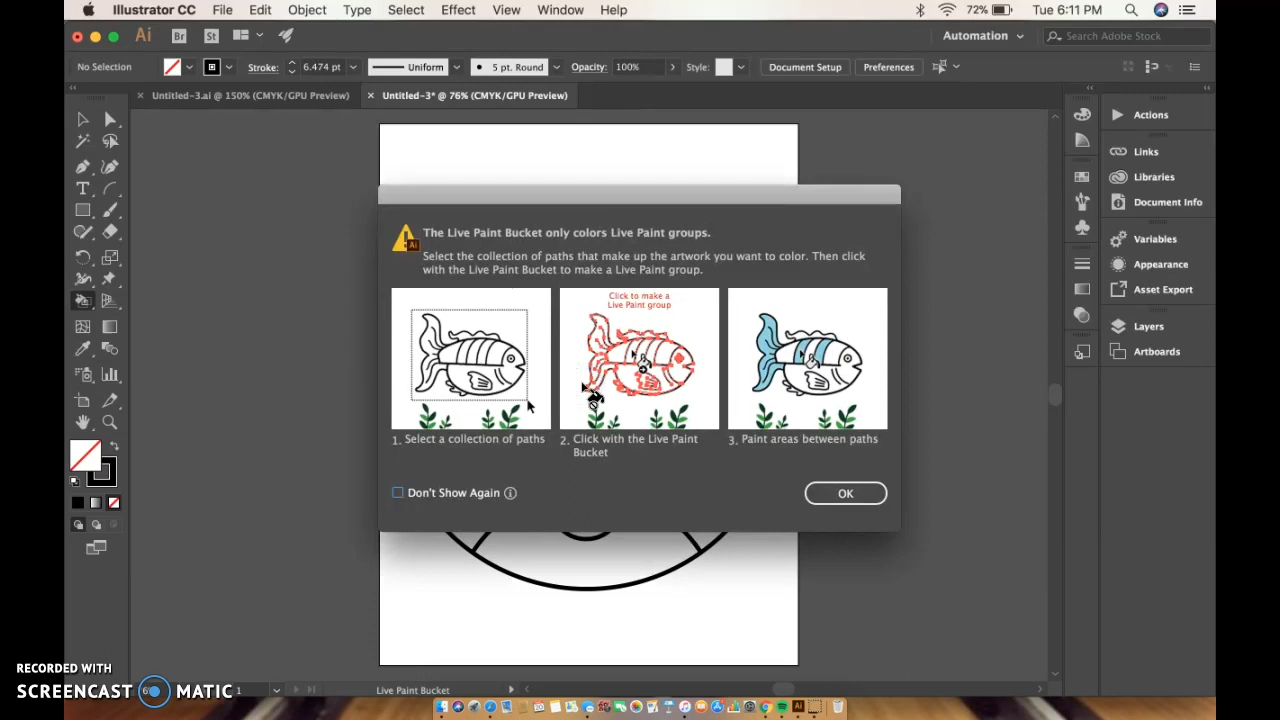 Illustrator CC File Edit Object Type Select Effect View Window Help 72% Tue 6:11 PM
Ai Br St Automation Search Adobe Stock
No Selection Stroke: 6.474 pt Uniform 5 pt. Round Opacity: 100% Style: Document Setup Preferences
Untitled-3.ai @ 150% (CMYK/GPU Preview) Untitled-3* @ 76% (CMYK/GPU Preview)
Actions
Links
Libraries
Document Info
Variables
Appearance
Asset Export
Layers
Artboards
The Live Paint Bucket only colors Live Paint groups.
Select the collection of paths that make up the artwork you want to color. Then click
with the Live Paint Bucket to make a Live Paint group.
Click to make a
Live Paint group
1. Select a collection of paths
2. Click with the Live Paint
Bucket
3. Paint areas between paths
Don't Show Again
OK
RECORDED WITH
SCREENCAST MATIC
1 Live Paint Bucket